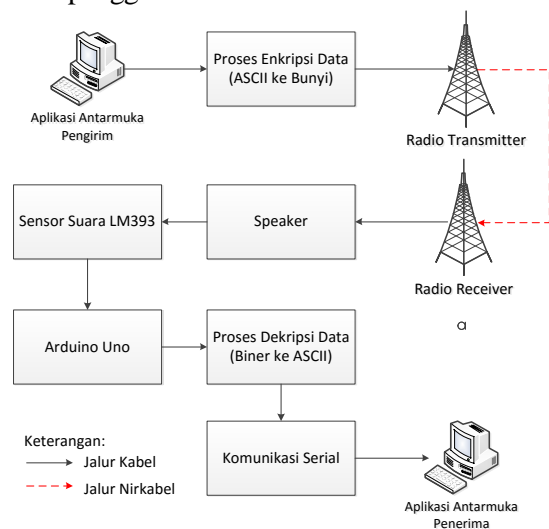 Proses Enkripsi Data
(ASCII ke Bunyi)
Aplikasi Antarmuka
Pengirim
Radio Transmitter
Sensor Suara LM393
Speaker
Radio Receiver
a
Arduino Uno
Proses Dekripsi Data
(Biner ke ASCII)
Keterangan:
Jalur Kabel
Jalur Nirkabel
Komunikasi Serial
Aplikasi Antarmuka
Penerima